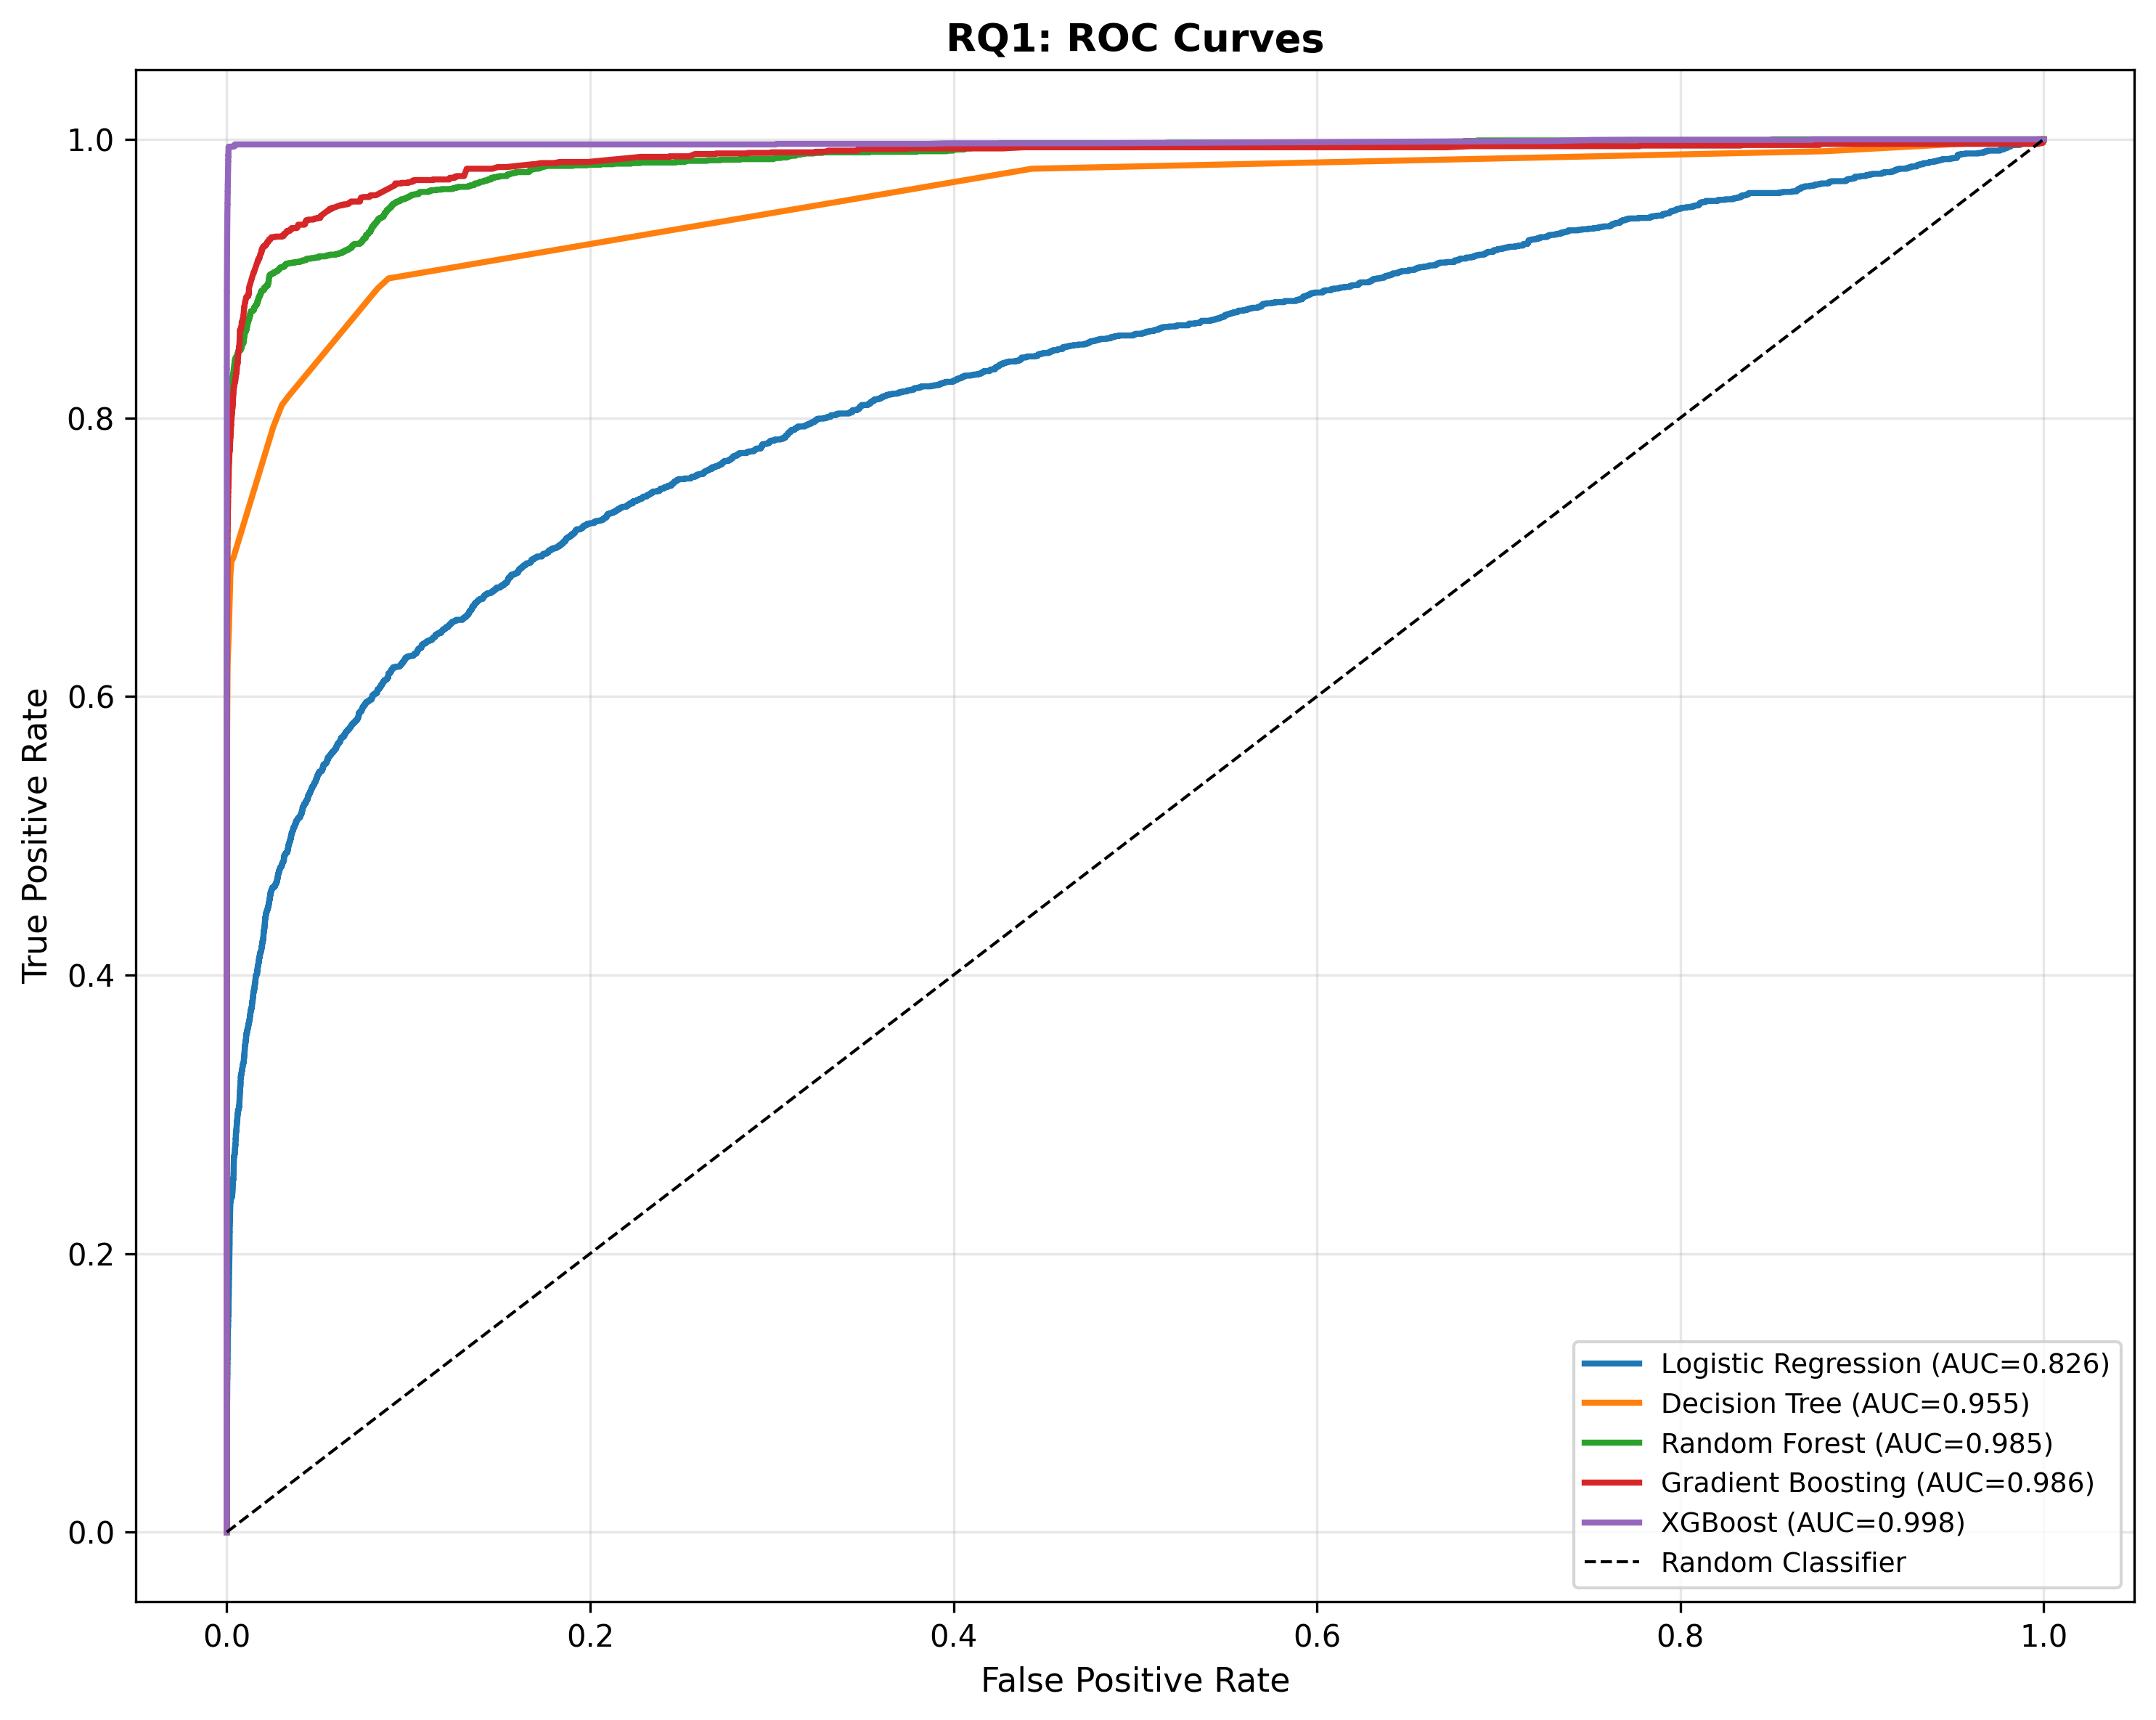 RQ1: ROC Curves
True Positive Rate
1.0
0.8
0.6
0.4
0.2
0.0
0.0 0.2 0.4 0.6 0.8 1.0
False Positive Rate
Logistic Regression (AUC=0.826)
Decision Tree (AUC=0.955)
Random Forest (AUC=0.985)
Gradient Boosting (AUC=0.986)
XGBoost (AUC=0.998)
Random Classifier